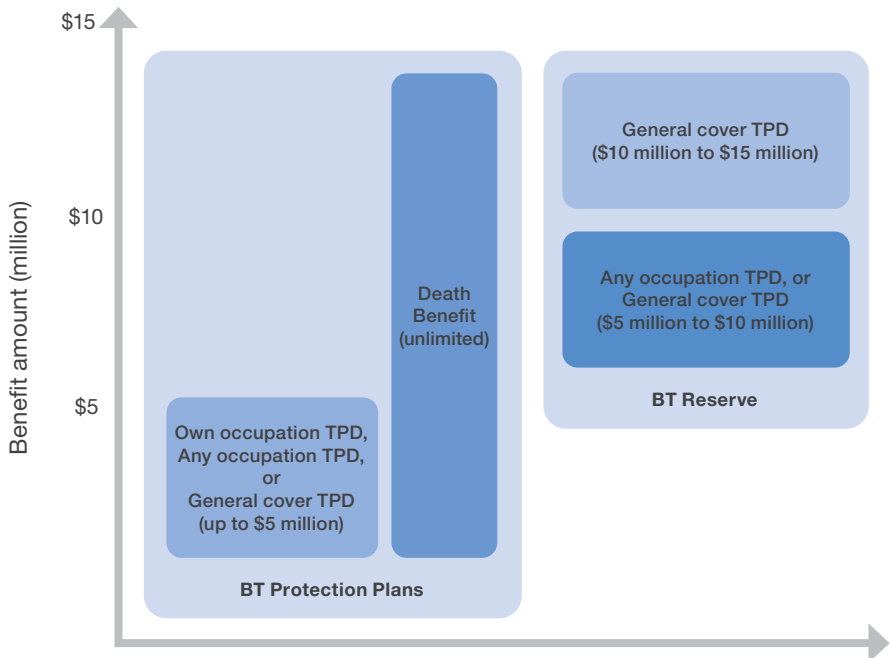 $15
$10
$5
Benefit amount (million)
Own occupation TPD,
Any occupation TPD,
or
General cover TPD
(up to $5 million)
Death
Benefit
(unlimited)
BT Protection Plans
General cover TPD
($10 million to $15 million)
Any occupation TPD, or
General cover TPD
($5 million to $10 million)
BT Reserve